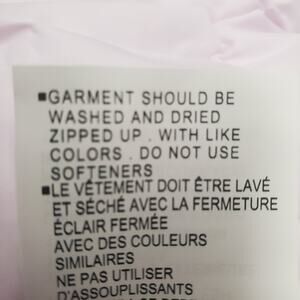 ▪GARMENT SHOULD BE
WASHED AND DRIED
ZIPPED UP . WITH LIKE
COLORS . DO NOT USE
SOFTENERS
▪LE VÊTEMENT DOIT ÊTRE LAVÉ
ET SÉCHÉ AVEC LA FERMETURE
ÉCLAIR FERMÉE
AVEC DES COULEURS
SIMILAIRES
NE PAS UTILISER
D'ASSOUPLISSANTS